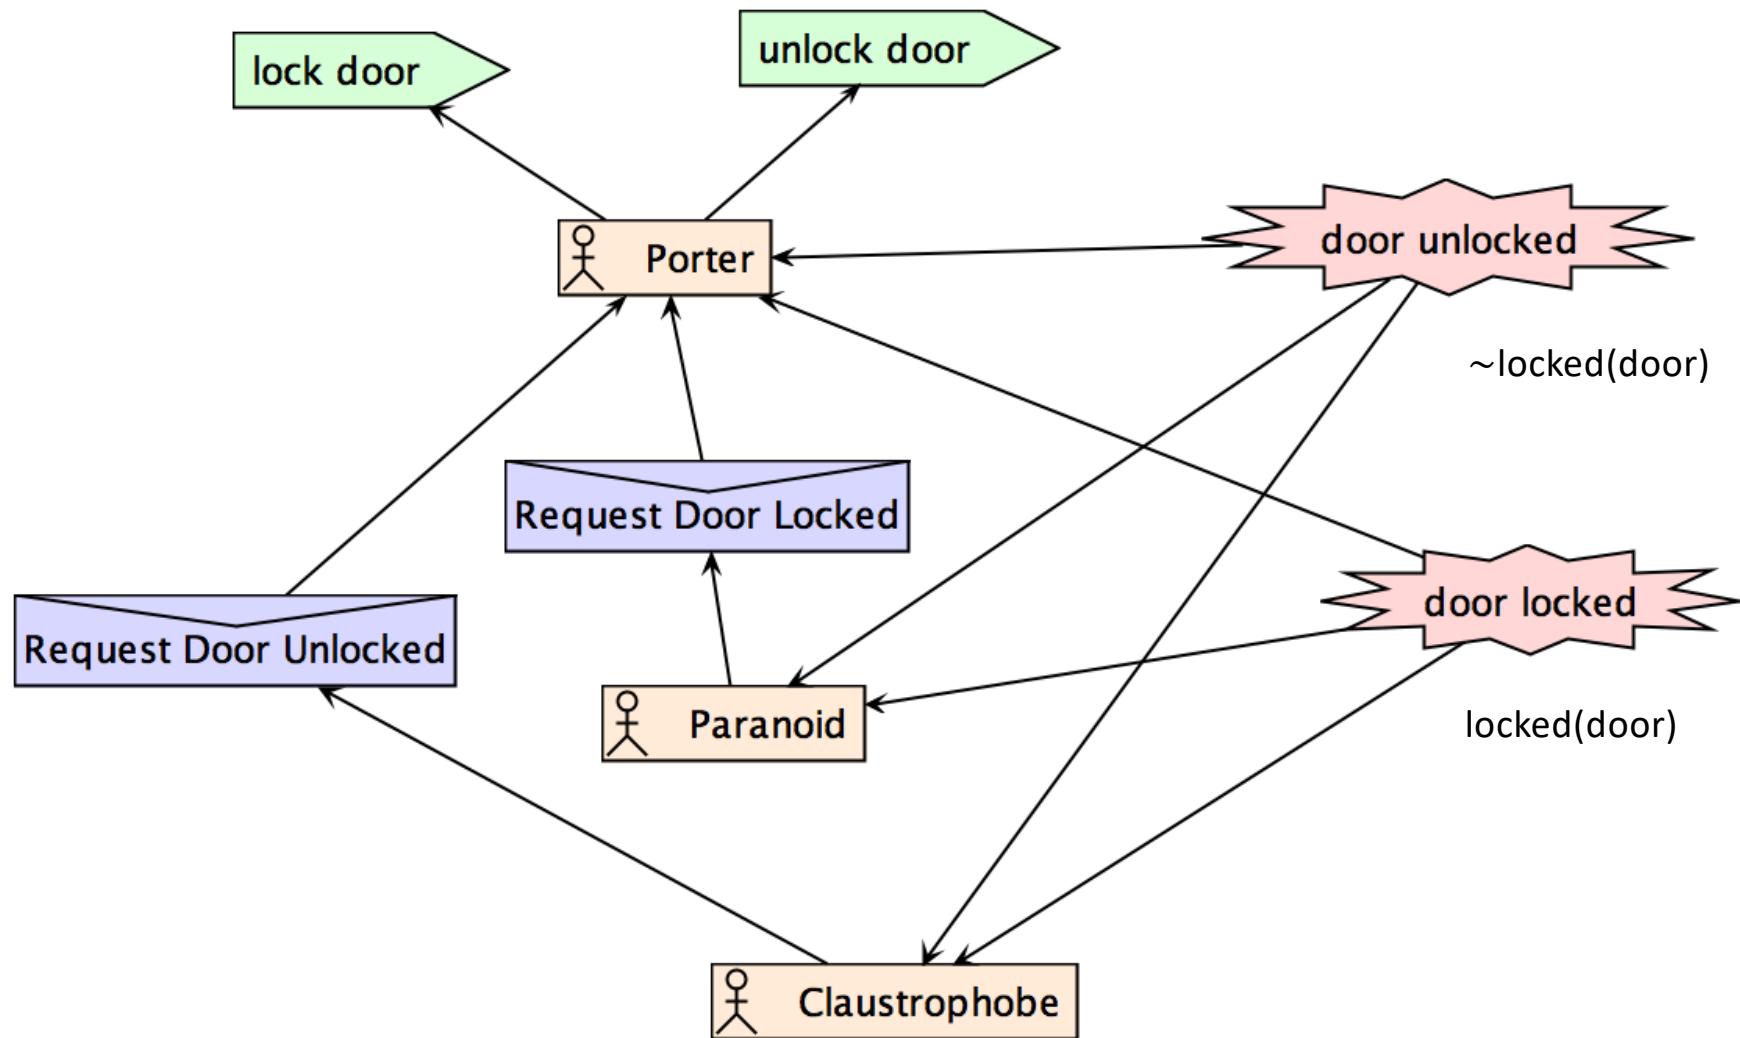 lock door
unlock door
Porter
door unlocked
~locked(door)
Request Door Locked
door locked
Request Door Unlocked
Paranoid
locked(door)
Claustrophobe